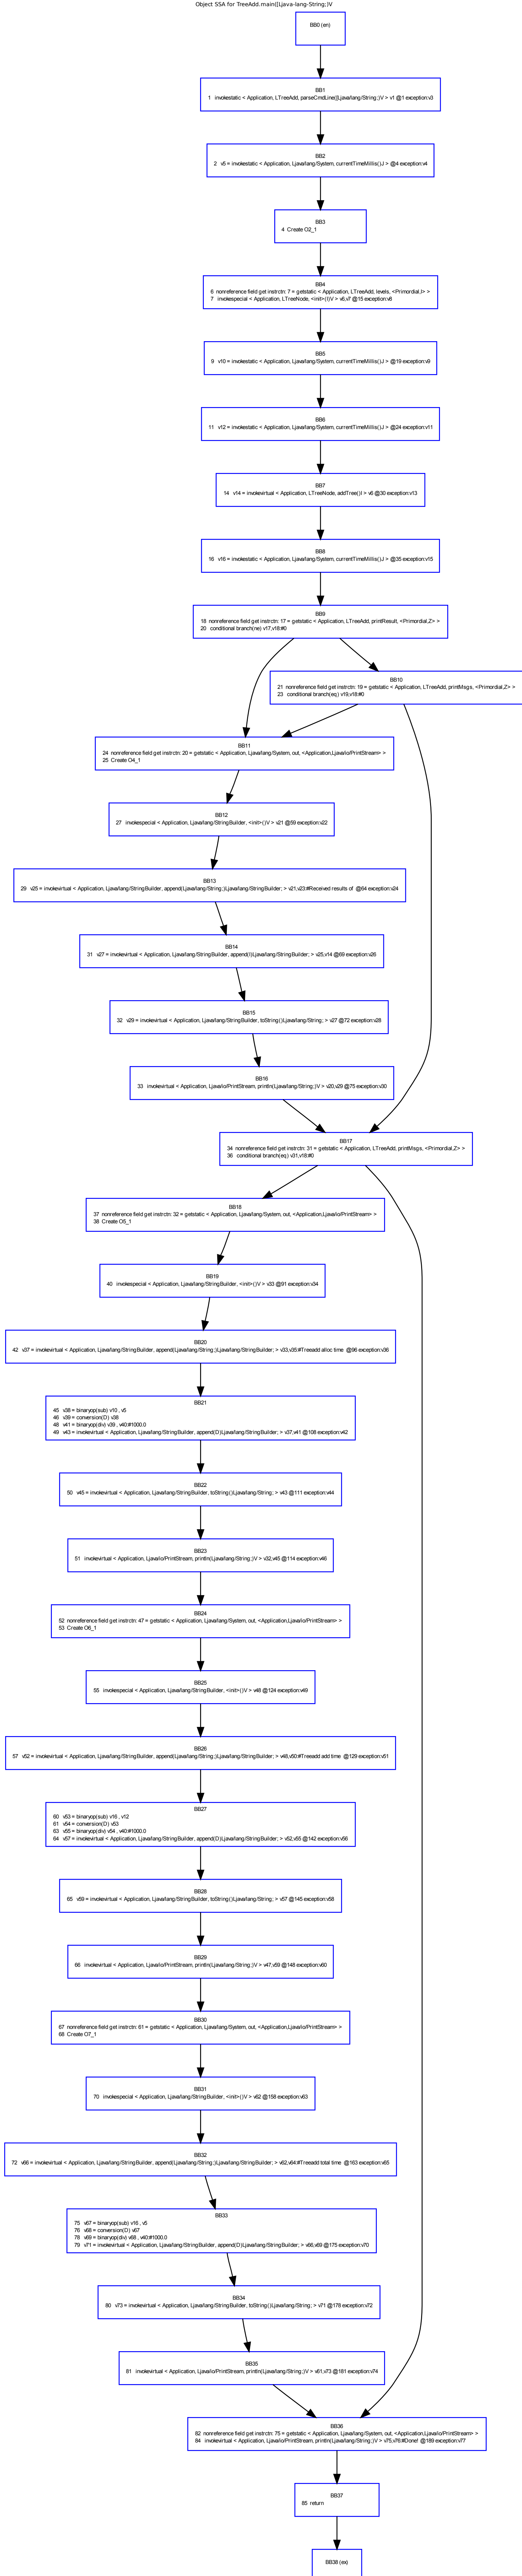 Object SSA for TreeAdd.main([Ljava-lang-String;)V
BB0 (en)
BB1
1 invokestatic < Application, LTreeAdd, parseCmdLine([Ljava/lang/String;)V > v1 @1 exception:v3
BB2
2 v5 = invokestatic < Application, Ljava/lang/System, currentTimeMillis()J > @4 exception:v4
BB3
4 Create O2_1
BB4
6 nonreference field get instrctn: 7 = getstatic < Application, LTreeAdd, levels, <Primordial,I> >
7 invokespecial < Application, LTreeNode, <init>(I)V > v6,v7 @15 exception:v8
BB5
9 v10 = invokestatic < Application, Ljava/lang/System, currentTimeMillis()J > @19 exception:v9
BB6
11 v12 = invokestatic < Application, Ljava/lang/System, currentTimeMillis()J > @24 exception:v11
BB7
14 v14 = invokevirtual < Application, LTreeNode, addTree()I > v6 @30 exception:v13
BB8
16 v16 = invokestatic < Application, Ljava/lang/System, currentTimeMillis()J > @35 exception:v15
BB9
18 nonreference field get instrctn: 17 = getstatic < Application, LTreeAdd, printResult, <Primordial,Z> >
20 conditional branch(ne) v17,v18:#0
BB10
21 nonreference field get instrctn: 19 = getstatic < Application, LTreeAdd, printMsgs, <Primordial,Z> >
23 conditional branch(eq) v19,v18:#0
BB11
24 nonreference field get instrctn: 20 = getstatic < Application, Ljava/lang/System, out, <Application,Ljava/io/PrintStream> >
25 Create O4_1
BB12
27 invokespecial < Application, Ljava/lang/StringBuilder, <init>()V > v21 @59 exception:v22
BB13
29 v25 = invokevirtual < Application, Ljava/lang/StringBuilder, append(Ljava/lang/String;)Ljava/lang/StringBuilder; > v21,v23:#Received results of @64 exception:v24
BB14
31 v27 = invokevirtual < Application, Ljava/lang/StringBuilder, append(I)Ljava/lang/StringBuilder; > v25,v14 @69 exception:v26
BB15
32 v29 = invokevirtual < Application, Ljava/lang/StringBuilder, toString()Ljava/lang/String; > v27 @72 exception:v28
BB16
33 invokevirtual < Application, Ljava/io/PrintStream, println(Ljava/lang/String;)V > v20,v29 @75 exception:v30
BB17
34 nonreference field get instrctn: 31 = getstatic < Application, LTreeAdd, printMsgs, <Primordial,Z> >
36 conditional branch(eq) v31,v18:#0
BB18
37 nonreference field get instrctn: 32 = getstatic < Application, Ljava/lang/System, out, <Application,Ljava/io/PrintStream> >
38 Create O5_1
BB19
40 invokespecial < Application, Ljava/lang/StringBuilder, <init>()V > v33 @91 exception:v34
BB20
42 v37 = invokevirtual < Application, Ljava/lang/StringBuilder, append(Ljava/lang/String;)Ljava/lang/StringBuilder; > v33,v35:#Treeadd alloc time @96 exception:v36
BB21
45 v38 = binaryop(sub) v10 , v5
46 v39 = conversion(D) v38
48 v41 = binaryop(div) v39 , v40:#1000.0
49 v43 = invokevirtual < Application, Ljava/lang/StringBuilder, append(D)Ljava/lang/StringBuilder; > v37,v41 @108 exception:v42
BB22
50 v45 = invokevirtual < Application, Ljava/lang/StringBuilder, toString()Ljava/lang/String; > v43 @111 exception:v44
BB23
51 invokevirtual < Application, Ljava/io/PrintStream, println(Ljava/lang/String;)V > v32,v45 @114 exception:v46
BB24
52 nonreference field get instrctn: 47 = getstatic < Application, Ljava/lang/System, out, <Application,Ljava/io/PrintStream> >
53 Create O6_1
BB25
55 invokespecial < Application, Ljava/lang/StringBuilder, <init>()V > v48 @124 exception:v49
BB26
57 v52 = invokevirtual < Application, Ljava/lang/StringBuilder, append(Ljava/lang/String;)Ljava/lang/StringBuilder; > v48,v50:#Treeadd add time @129 exception:v51
BB27
60 v53 = binaryop(sub) v16 , v12
61 v54 = conversion(D) v53
63 v55 = binaryop(div) v54 , v40:#1000.0
64 v57 = invokevirtual < Application, Ljava/lang/StringBuilder, append(D)Ljava/lang/StringBuilder; > v52,v55 @142 exception:v56
BB28
65 v59 = invokevirtual < Application, Ljava/lang/StringBuilder, toString()Ljava/lang/String; > v57 @145 exception:v58
BB29
66 invokevirtual < Application, Ljava/io/PrintStream, println(Ljava/lang/String;)V > v47,v59 @148 exception:v60
BB30
67 nonreference field get instrctn: 61 = getstatic < Application, Ljava/lang/System, out, <Application,Ljava/io/PrintStream> >
68 Create O7_1
BB31
70 invokespecial < Application, Ljava/lang/StringBuilder, <init>()V > v62 @158 exception:v63
BB32
72 v66 = invokevirtual < Application, Ljava/lang/StringBuilder, append(Ljava/lang/String;)Ljava/lang/StringBuilder; > v62,v64:#Treeadd total time @163 exception:v65
BB33
75 v67 = binaryop(sub) v16 , v5
76 v68 = conversion(D) v67
78 v69 = binaryop(div) v68 , v40:#1000.0
79 v71 = invokevirtual < Application, Ljava/lang/StringBuilder, append(D)Ljava/lang/StringBuilder; > v66,v69 @175 exception:v70
BB34
80 v73 = invokevirtual < Application, Ljava/lang/StringBuilder, toString()Ljava/lang/String; > v71 @178 exception:v72
BB35
81 invokevirtual < Application, Ljava/io/PrintStream, println(Ljava/lang/String;)V > v61,v73 @181 exception:v74
BB36
82 nonreference field get instrctn: 75 = getstatic < Application, Ljava/lang/System, out, <Application,Ljava/io/PrintStream> >
84 invokevirtual < Application, Ljava/io/PrintStream, println(Ljava/lang/String;)V > v75,v76:#Done! @189 exception:v77
BB37
85 return
BB38 (ex)